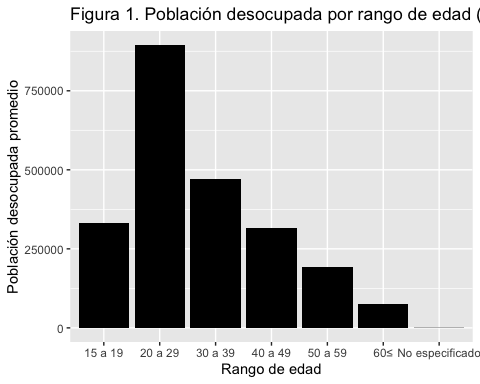 Figura 1. Población desocupada por rango de edad (
Población desocupada promedio
750000
500000
250000
0
15 a 19 20 a 29 30 a 39 40 a 49 50 a 59 60≤ No especificado
Rango de edad